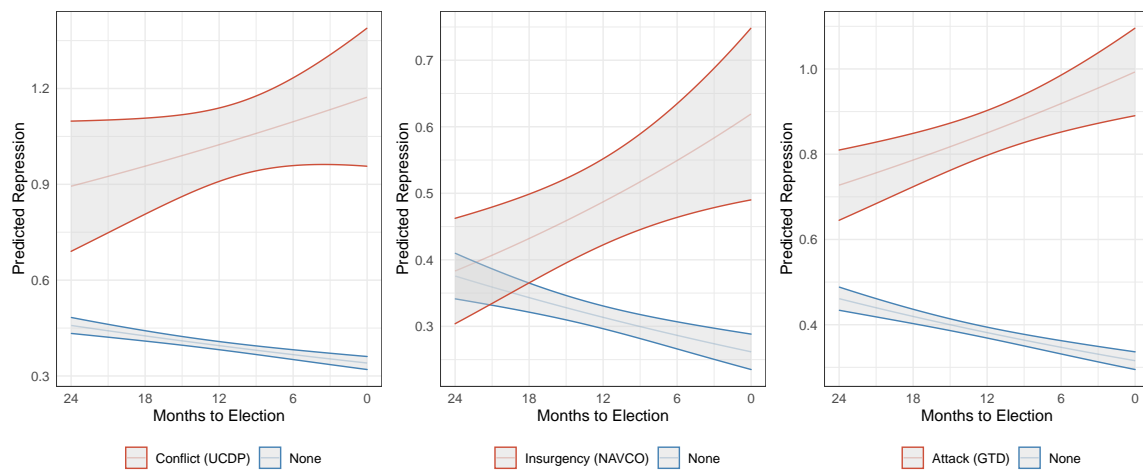 Predicted Repression
1.2
0.9
0.6
0.3
24 18 12 6 0
Months to Election
Conflict (UCDP) None
Predicted Repression
0.7
0.6
0.5
0.4
0.3
24 18 12 6 0
Months to Election
Insurgency (NAVCO) None
Predicted Repression
1.0
0.8
0.6
0.4
24 18 12 6 0
Months to Election
Attack (GTD) None